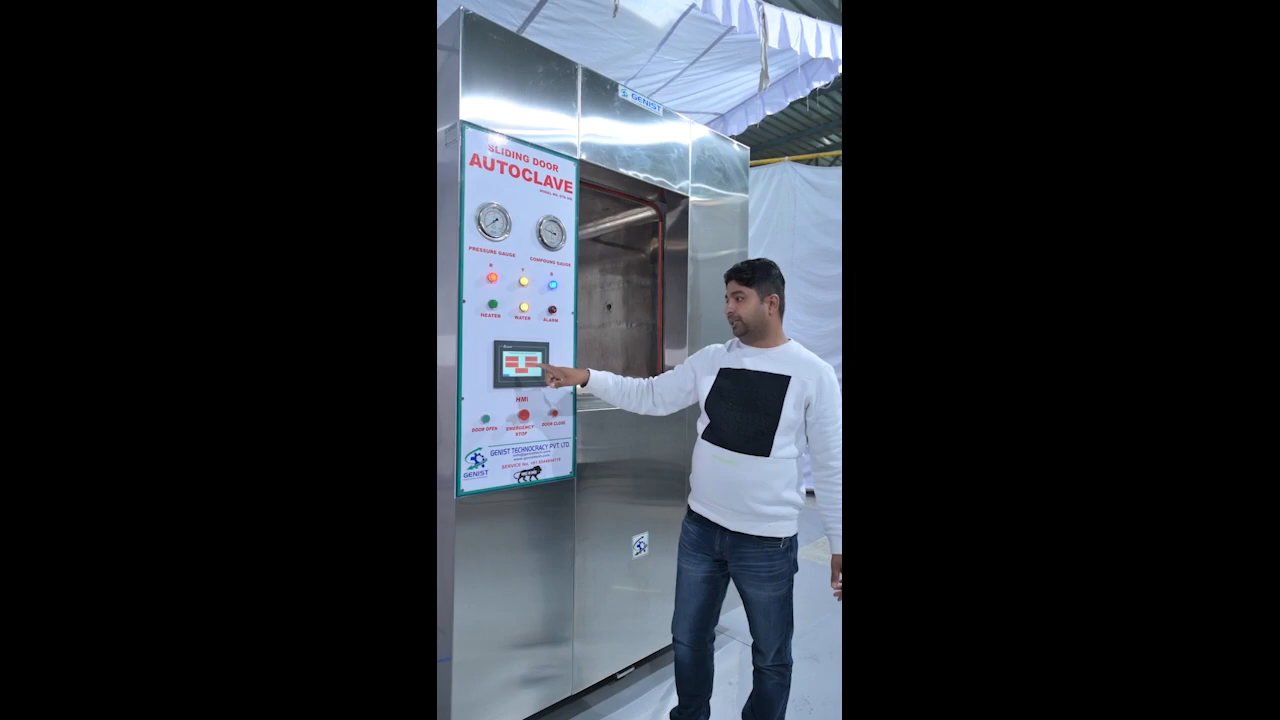 GENIST
SLIDING DOOR
AUTOCLAVE
PRESSURE GAUGE
COMPOUND GAUGE
R
Y
B
HEATER
WATER
ALARM
HMI
DOOR OPEN
EMERGENCY
STOP
DOOR CLOSE
GENIST TECHNOCRACY PVT. LTD.
GENIST